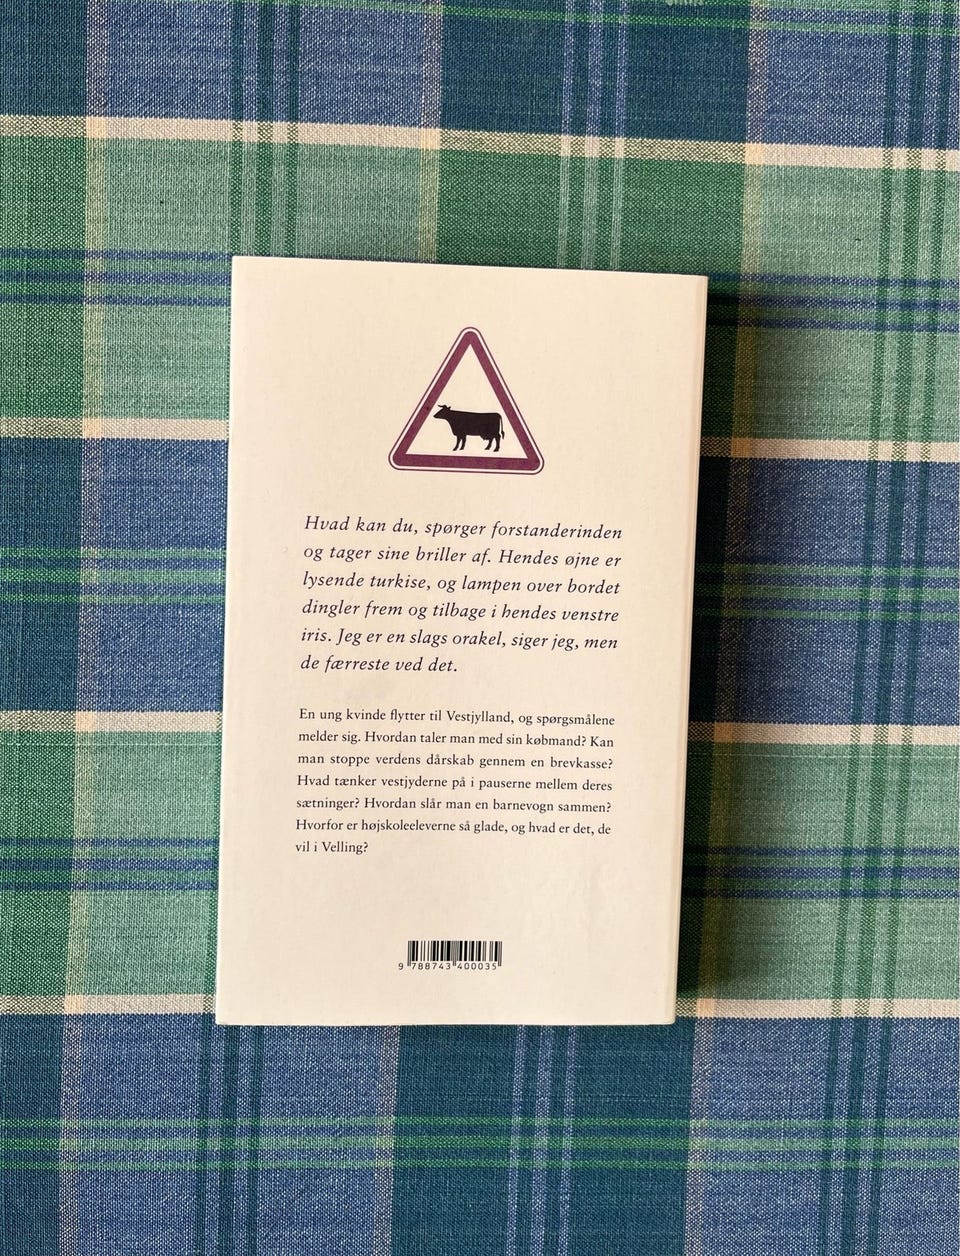 Hvad kan du, spørger forstanderinden
og tager sine briller af. Hendes øjne er
lysende turkise, og lampen over bordet
dingler frem og tilbage i hendes venstre
iris. Jeg er en slags orakel, siger jeg, men
de færreste ved det.
En ung kvinde flytter til Vestjylland, og spørgsmålene
melder sig. Hvordan taler man med sin købmand? Kan
man stoppe verdens dårskab gennem en brevkasse?
Hvad tænker vestjyderne på i pauserne mellem deres
sætninger? Hvordan slår man en barnevogn sammen?
Hvorfor er højskoleeleverne så glade, og hvad er det, de
vil i Velling?
9 788743 400035